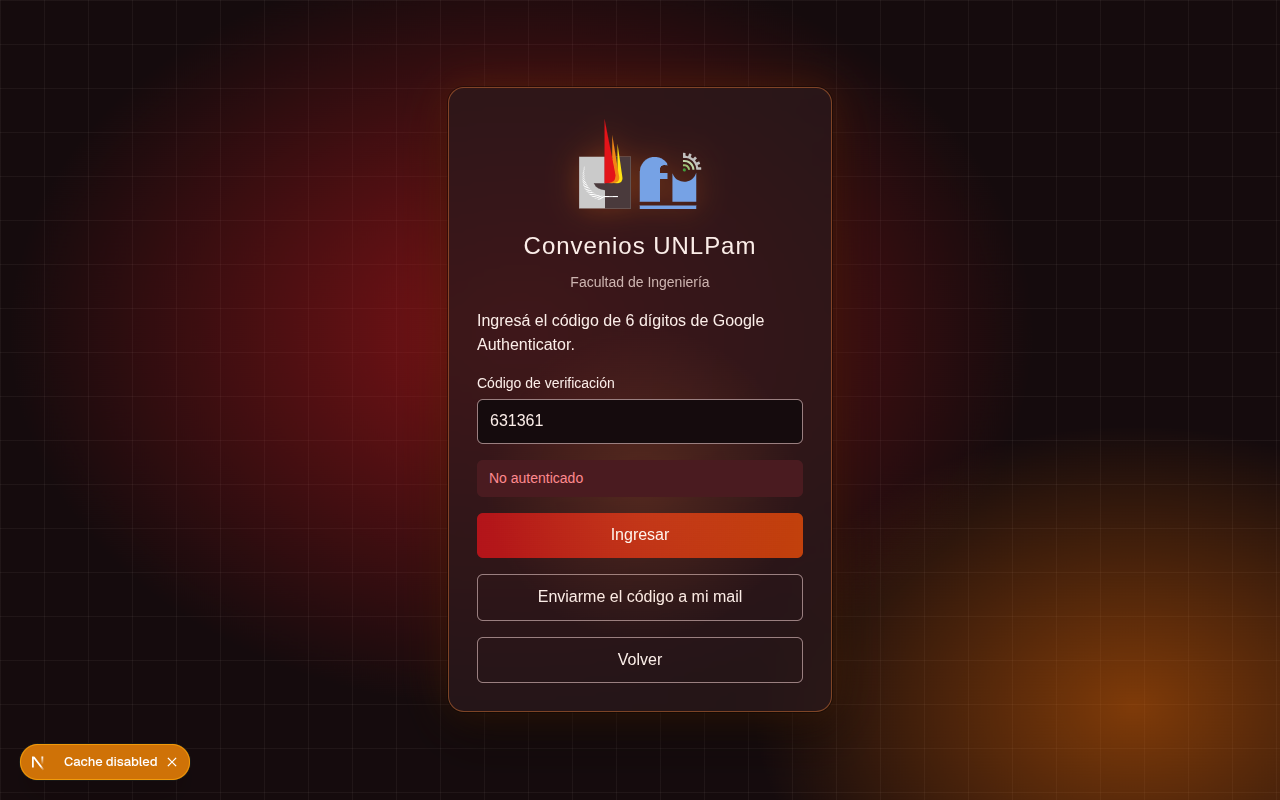 Convenios UNLPam
Facultad de Ingeniería
Ingresá el código de 6 dígitos de Google
Authenticator.
Código de verificación
631361
No autenticado
Ingresar
Enviarme el código a mi mail
Volver
Cache disabled